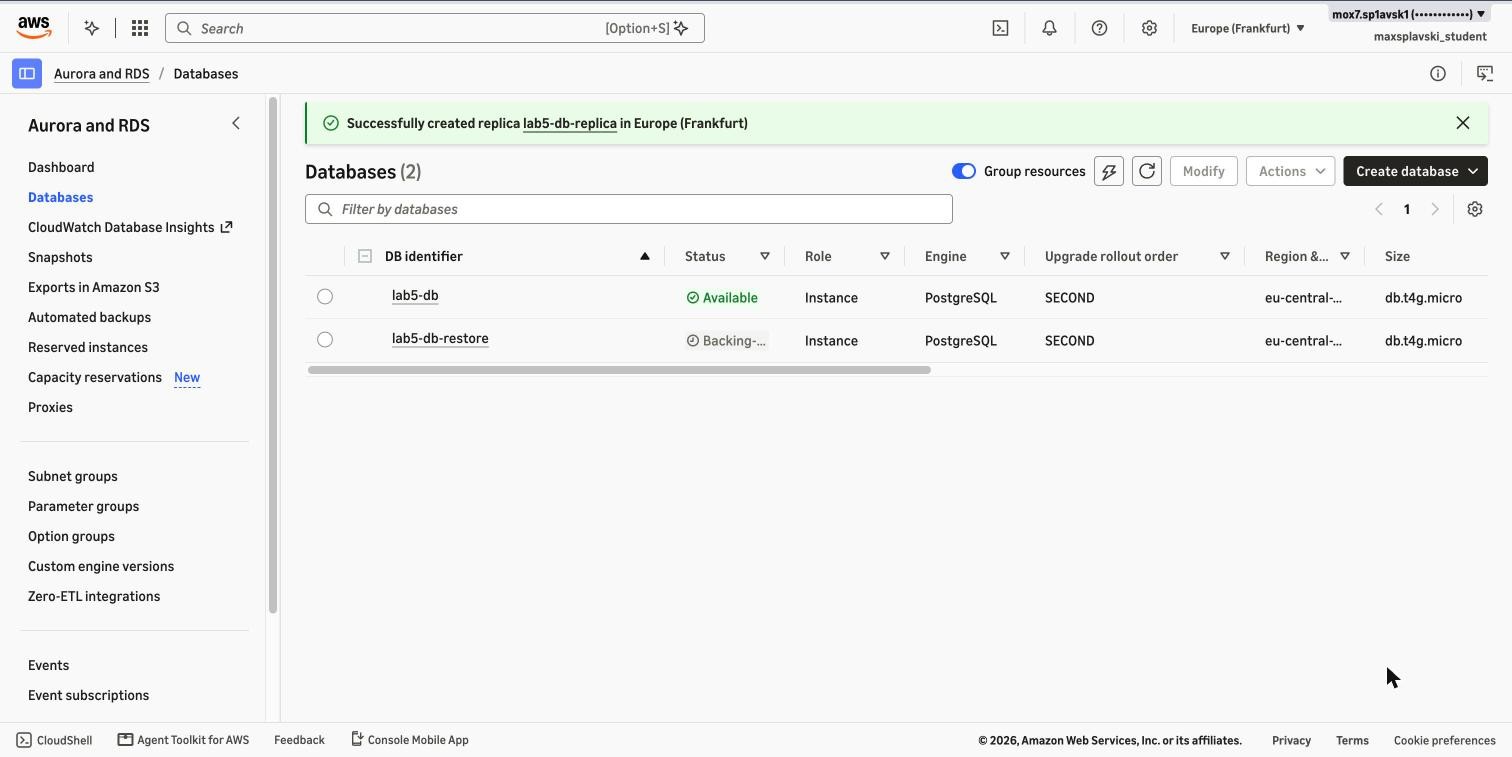 aws
Search [Option+S]
Europe (Frankfurt) ▼
mox7.sp1avsk1 (············) ▼
maxsplavski_student
Aurora and RDS / Databases
Aurora and RDS
Dashboard
Databases
CloudWatch Database Insights
Snapshots
Exports in Amazon S3
Automated backups
Reserved instances
Capacity reservations New
Proxies
Subnet groups
Parameter groups
Option groups
Custom engine versions
Zero-ETL integrations
Events
Event subscriptions
Successfully created replica lab5-db-replica in Europe (Frankfurt)
Databases (2)
Group resources
Modify
Actions
Create database
Filter by databases
1
DB identifier Status Role Engine Upgrade rollout order Region &... Size
lab5-db Available Instance PostgreSQL SECOND eu-central-... db.t4g.micro
lab5-db-restore Backing-... Instance PostgreSQL SECOND eu-central-... db.t4g.micro
CloudShell Agent Toolkit for AWS Feedback Console Mobile App
© 2026, Amazon Web Services, Inc. or its affiliates. Privacy Terms Cookie preferences